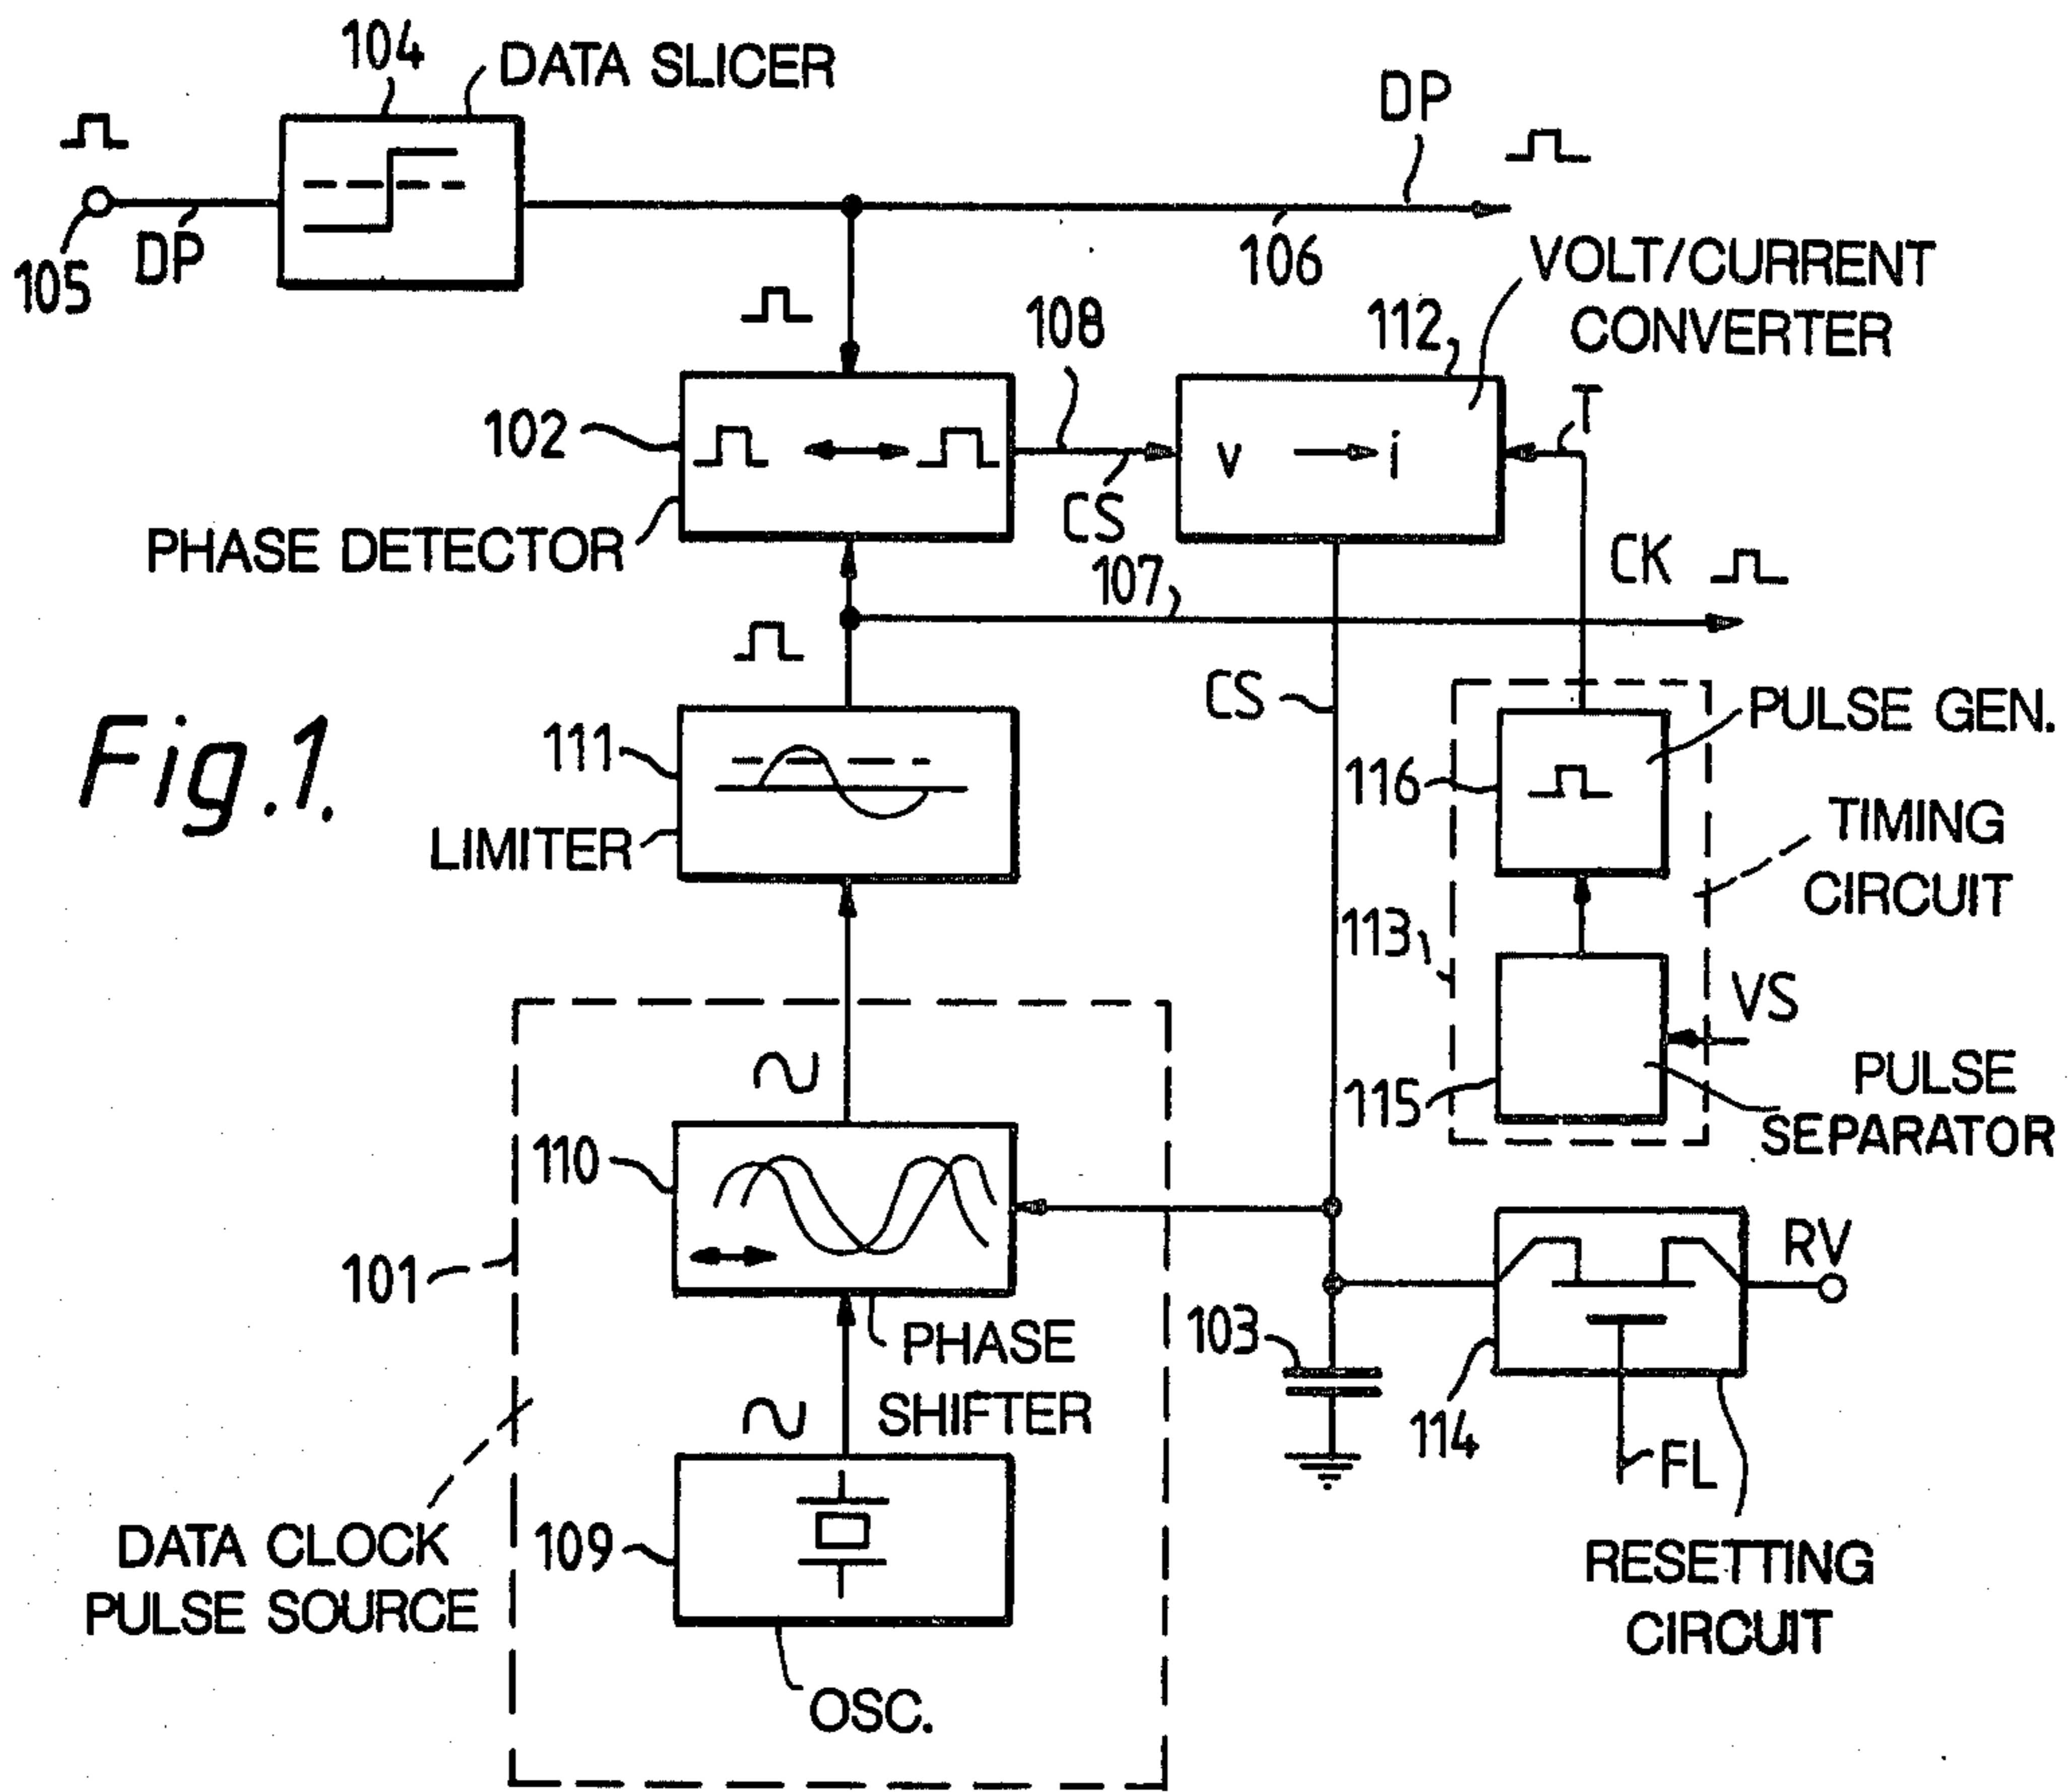 104
DATA SLICER
DP
105
DP
106
VOLT/CURRENT
CONVERTER
108
112
T
102
CS
PHASE DETECTOR
107
CK
CS
Fig.1.
111
LIMITER
PULSE GEN.
116
TIMING
CIRCUIT
113
VS
115
PULSE
SEPARATOR
110
101
RV
103
PHASE
SHIFTER
114
FL
DATA CLOCK
PULSE SOURCE
109
RESETTING
CIRCUIT
OSC.
v
i